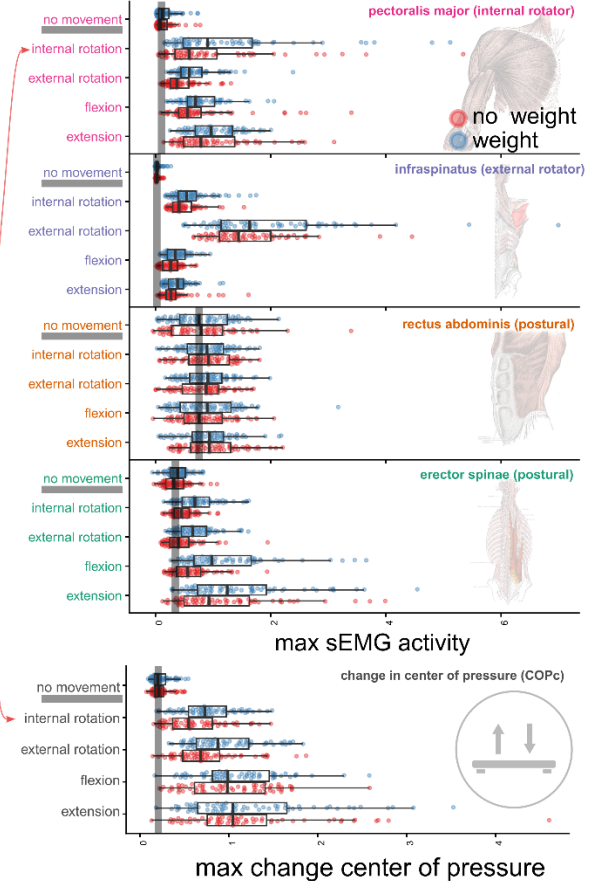 no movement
pectoralis major (internal rotator)
internal rotation
external rotation
flexion
extension
no weight
weight
no movement
infraspinatus (external rotator)
internal rotation
external rotation
flexion
extension
no movement
rectus abdominis (postural)
internal rotation
external rotation
flexion
extension
no movement
erector spinae (postural)
internal rotation
external rotation
flexion
extension
0 2 4 6
max sEMG activity
change in center of pressure (COPc)
no movement
internal rotation
external rotation
flexion
extension
0 1 2 3 4
max change center of pressure